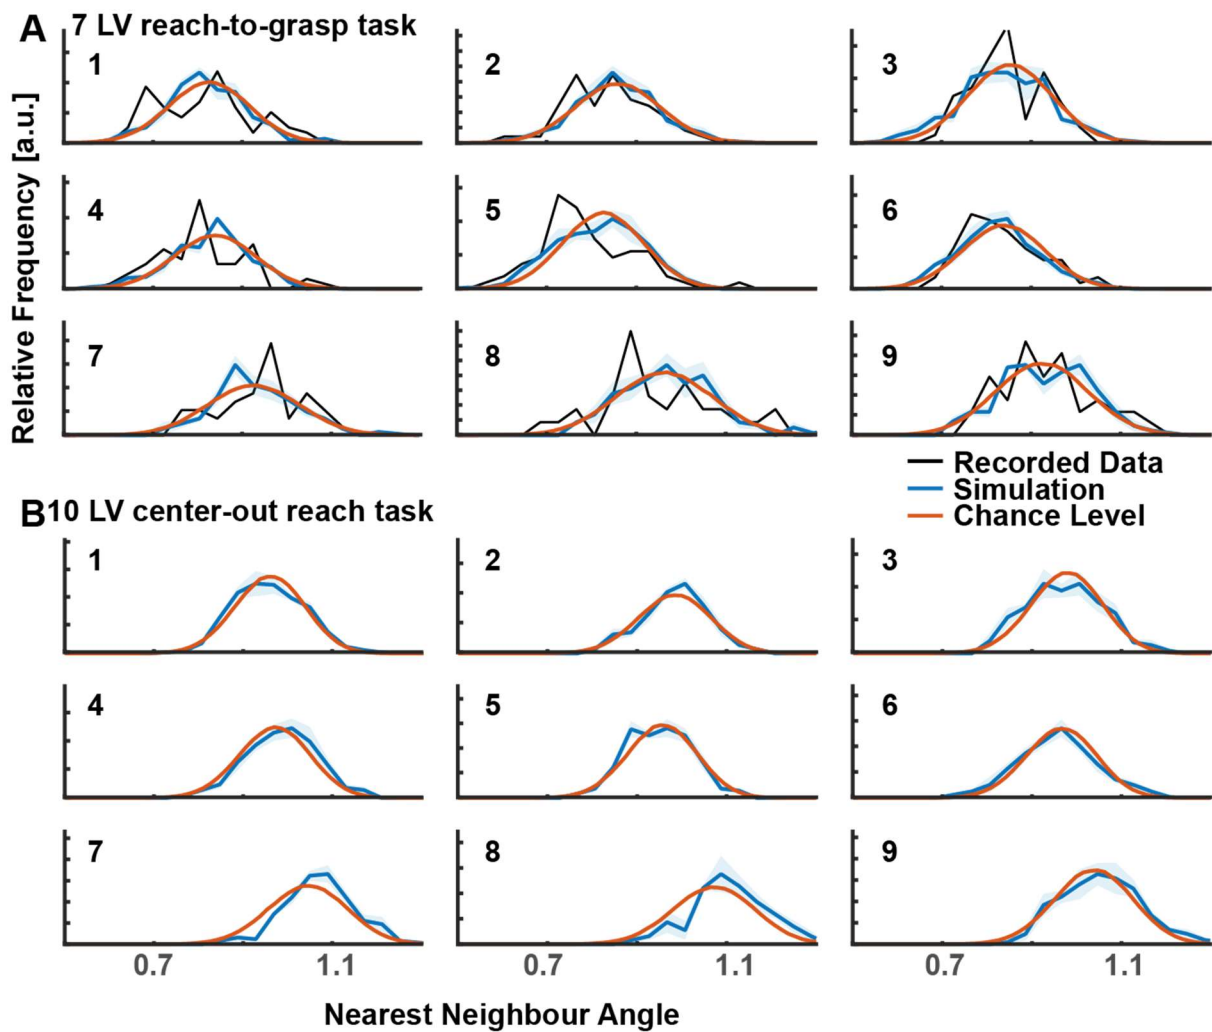 A 7 LV reach-to-grasp task
1
2
3
4
5
6
7
8
9
Relative Frequency [a.u.]
Recorded Data
Simulation
Chance Level
B 10 LV center-out reach task
1
2
3
4
5
6
7
8
9
0.7 1.1 0.7 1.1 0.7 1.1
Nearest Neighbour Angle